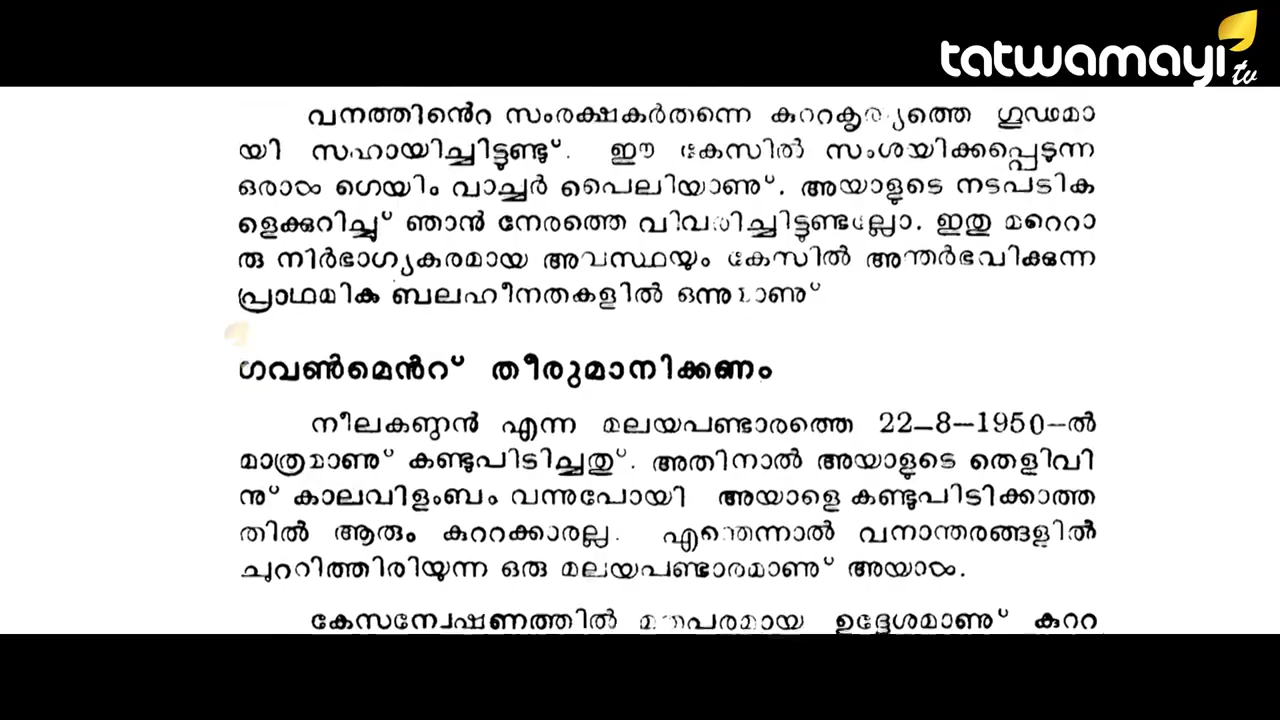 tatwamayi
tv
വനത്തിൻെറ സംരക്ഷകർതന്നെ കുററകൃത്യത്തെ ഗൂഢമാ
യി സഹായിച്ചിട്ടുണ്ടു്. ഈ കേസിൽ സംശയിക്കപ്പെടുന്ന
ഒരാൾ ഗെയിം വാച്ചർ പൈലിയാണു്. അയാളുടെ നടപടിക
ളെക്കുറിച്ചു് ഞാൻ നേരത്തെ വിവരിച്ചിട്ടുണ്ടല്ലോ. ഇതു മറെറാ
രു നിർഭാഗ്യകരമായ അവസ്ഥയും കേസിൽ അന്തർഭവിക്കുന്ന
പ്രാഥമിക ബലഹീനതകളിൽ ഒന്നുമാണു്
ഗവൺമെൻറ് തീരുമാനിക്കണം
നീലകണ്ഠൻ എന്ന മലയപണ്ടാരത്തെ 22—8—1950-ൽ
മാത്രമാണു് കണ്ടുപിടിച്ചതു്. അതിനാൽ അയാളുടെ തെളിവി
നു് കാലവിളംബം വന്നുപോയി അയാളെ കണ്ടുപിടിക്കാത്ത
തിൽ ആരും കുററക്കാരല്ല. എന്തെന്നാൽ വനാന്തരങ്ങളിൽ
ചുററിത്തിരിയുന്ന ഒരു മലയപണ്ടാരമാണു് അയാൾ.
കേസന്വേഷണത്തിൽ മതപരമായ ഉദ്ദേശമാണു് കുററ